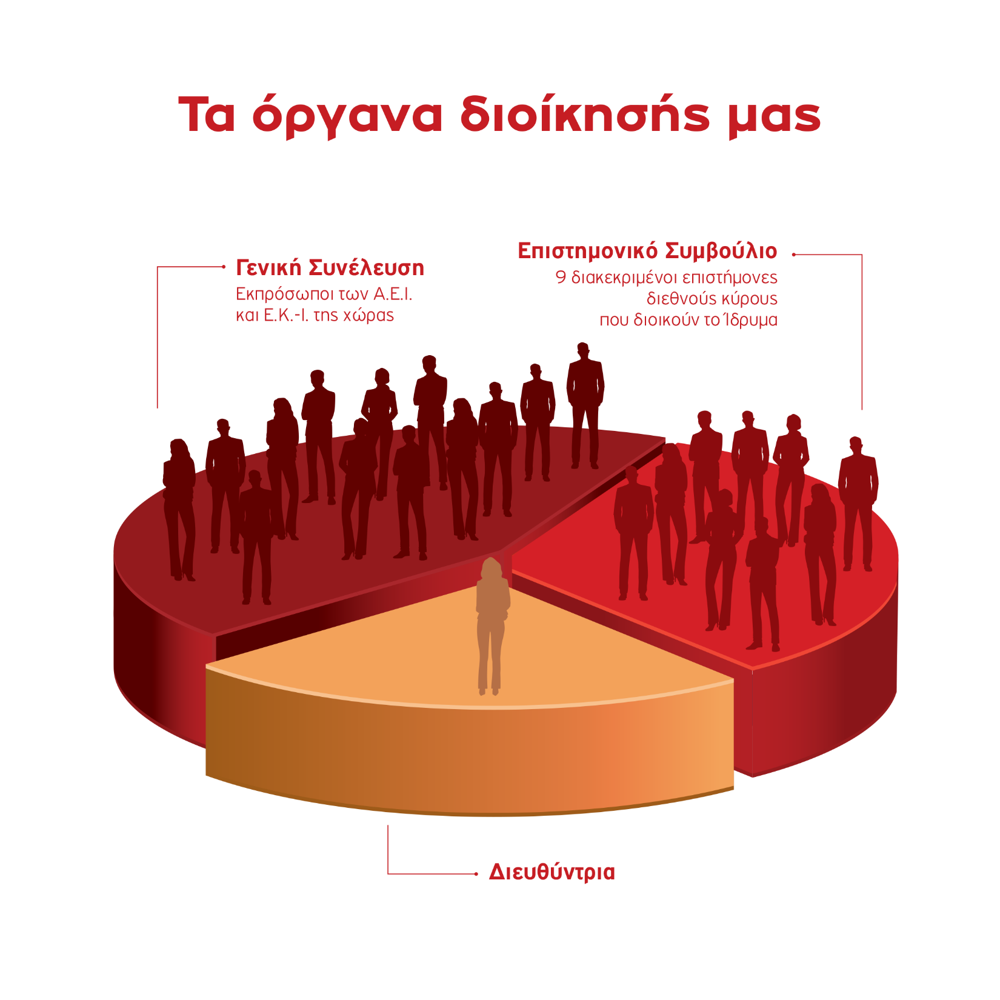 Τα όργανα διοίκησής μας
Γενική Συνέλευση
Εκπρόσωποι των Α.Ε.Ι.
και Ε.Κ.-Ι. της χώρας
Επιστημονικό Συμβούλιο
9 διακεκριμένοι επιστήμονες
διεθνούς κύρους
που διοικούν το Ίδρυμα
Διευθύντρια